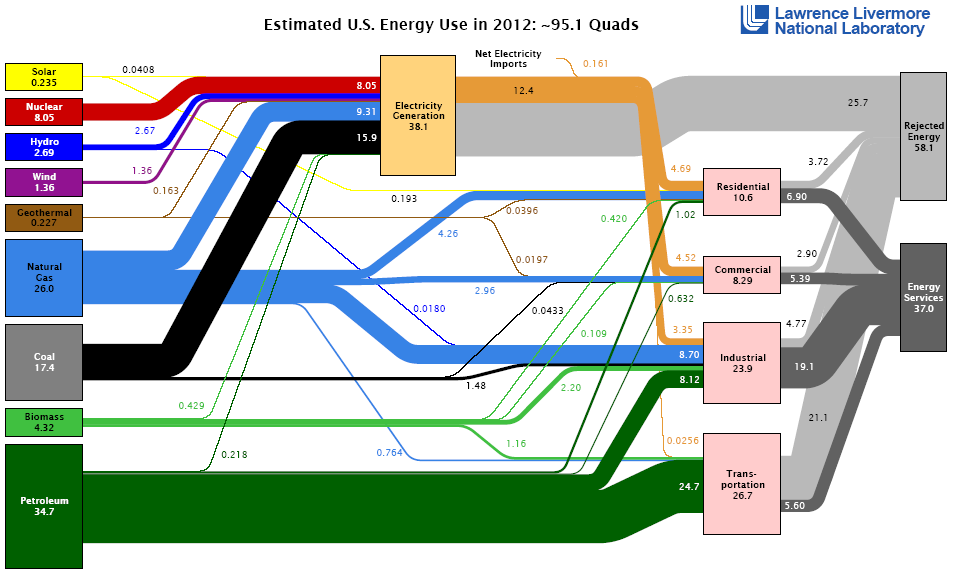 Estimated U.S. Energy Use in 2012: ~95.1 Quads
Lawrence Livermore
National Laboratory
Net Electricity
Imports
0.161
Solar
0.235
0.0408
Nuclear
8.05
8.05
Electricity
Generation
38.1
12.4
25.7
Rejected
Energy
58.1
9.31
Hydro
2.69
2.67
15.9
Wind
1.36
1.36
4.69
3.72
Residential
10.6
6.90
0.163
0.193
Geothermal
0.227
0.0396
0.420
1.02
4.26
Natural
Gas
26.0
0.0197
4.52
2.90
Commercial
8.29
5.39
Energy
Services
37.0
2.96
0.632
0.0180
0.0433
3.35
4.77
0.109
Coal
17.4
8.70
Industrial
23.9
19.1
8.12
1.48
2.20
0.429
Biomass
4.32
21.1
1.16
0.0256
0.764
0.218
Petroleum
34.7
24.7
Trans-
portation
26.7
5.60